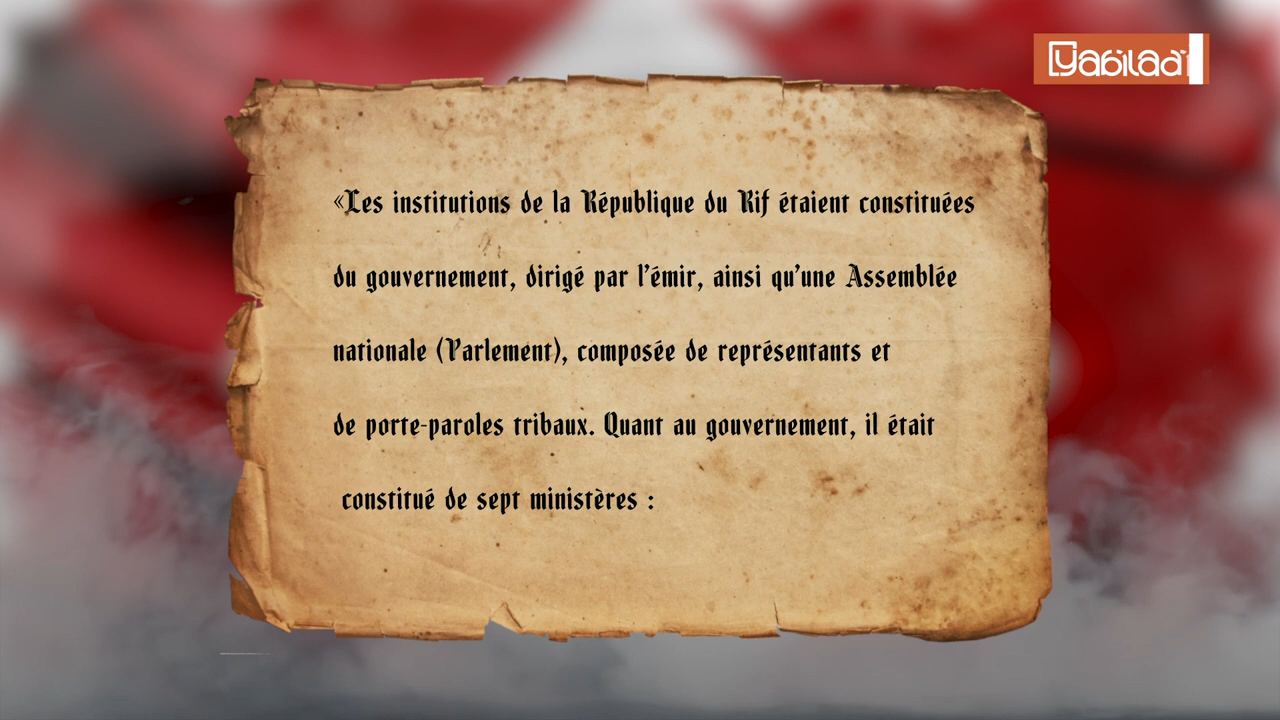 Yabiladi
«Les institutions de la République du Rif étaient constituées
du gouvernement, dirigé par l'émir, ainsi qu'une Assemblée
nationale (Parlement), composée de représentants et
de porte-paroles tribaux. Quant au gouvernement, il était
constitué de sept ministères :